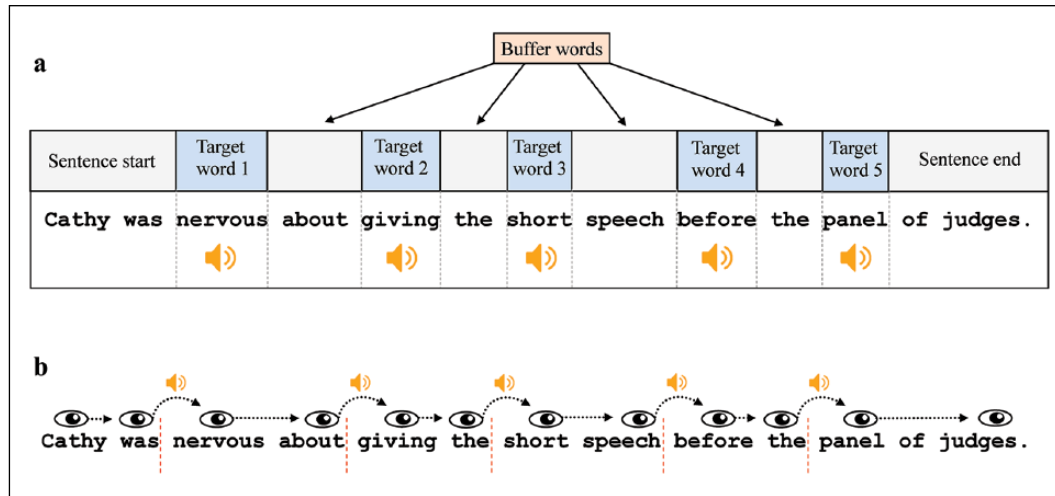 Buffer words
a
Sentence start
Target
word 1
Target
word 2
Target
word 3
Target
word 4
Target
word 5
Sentence end
Cathy was nervous about giving the short speech before the panel of judges.
b
Cathy was nervous about giving the short speech before the panel of judges.